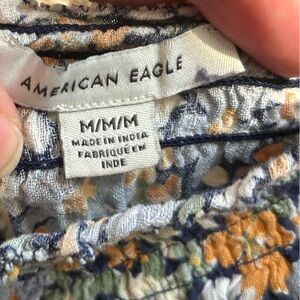 AMERICAN EAGLE
M/M/M
MADE IN INDIA
FABRIQUÉ EN
INDE